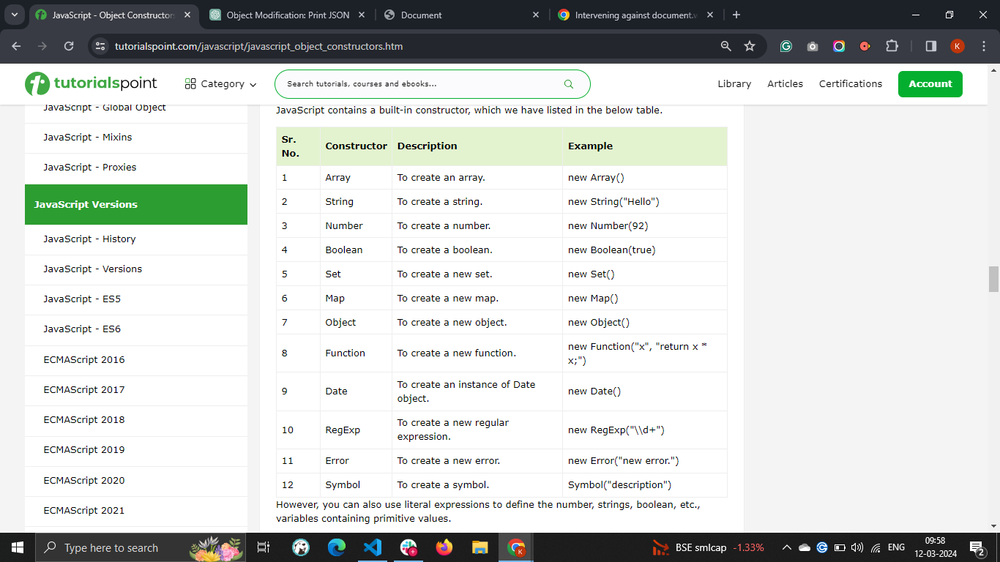 JavaScript - Object Constructors
Object Modification: Print JSON
Document
Intervening against document.w
tutorialspoint.com/javascript/javascript_object_constructors.htm
K
tutorialspoint
Category
Search tutorials, courses and ebooks...
Library
Articles
Certifications
Account
JavaScript - Global Object
JavaScript - Mixins
JavaScript - Proxies
JavaScript Versions
JavaScript - History
JavaScript - Versions
JavaScript - ES5
JavaScript - ES6
ECMAScript 2016
ECMAScript 2017
ECMAScript 2018
ECMAScript 2019
ECMAScript 2020
ECMAScript 2021
JavaScript contains a built-in constructor, which we have listed in the below table.
Sr. No. Constructor Description Example
1 Array To create an array. new Array()
2 String To create a string. new String("Hello")
3 Number To create a number. new Number(92)
4 Boolean To create a boolean. new Boolean(true)
5 Set To create a new set. new Set()
6 Map To create a new map. new Map()
7 Object To create a new object. new Object()
8 Function To create a new function. new Function("x", "return x * x;")
9 Date To create an instance of Date object. new Date()
10 RegExp To create a new regular expression. new RegExp("\\d+")
11 Error To create a new error. new Error("new error.")
12 Symbol To create a symbol. Symbol("description")
However, you can also use literal expressions to define the number, strings, boolean, etc.,
variables containing primitive values.
Type here to search
K
BSE smlcap -1.33%
ENG
09:58
12-03-2024
2